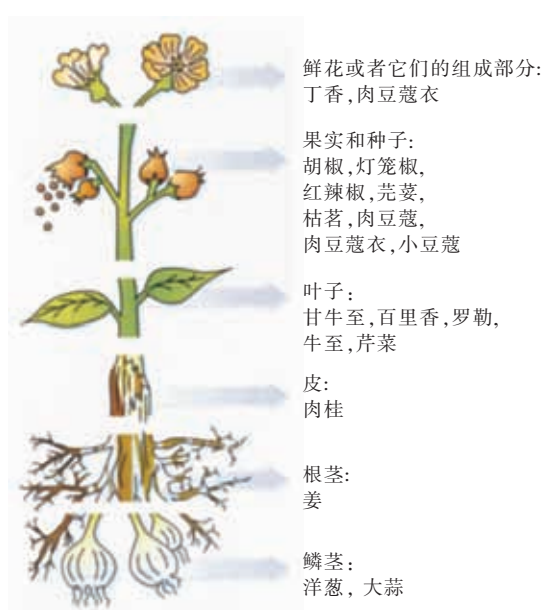 鲜花或者它们的组成部分:
丁香,肉豆蔻衣
果实和种子:
胡椒,灯笼椒,
红辣椒,芫荽,
枯茗,肉豆蔻,
肉豆蔻衣,小豆蔻
叶子:
甘牛至,百里香,罗勒,
牛至,芹菜
皮:
肉桂
根茎:
姜
鳞茎:
洋葱, 大蒜